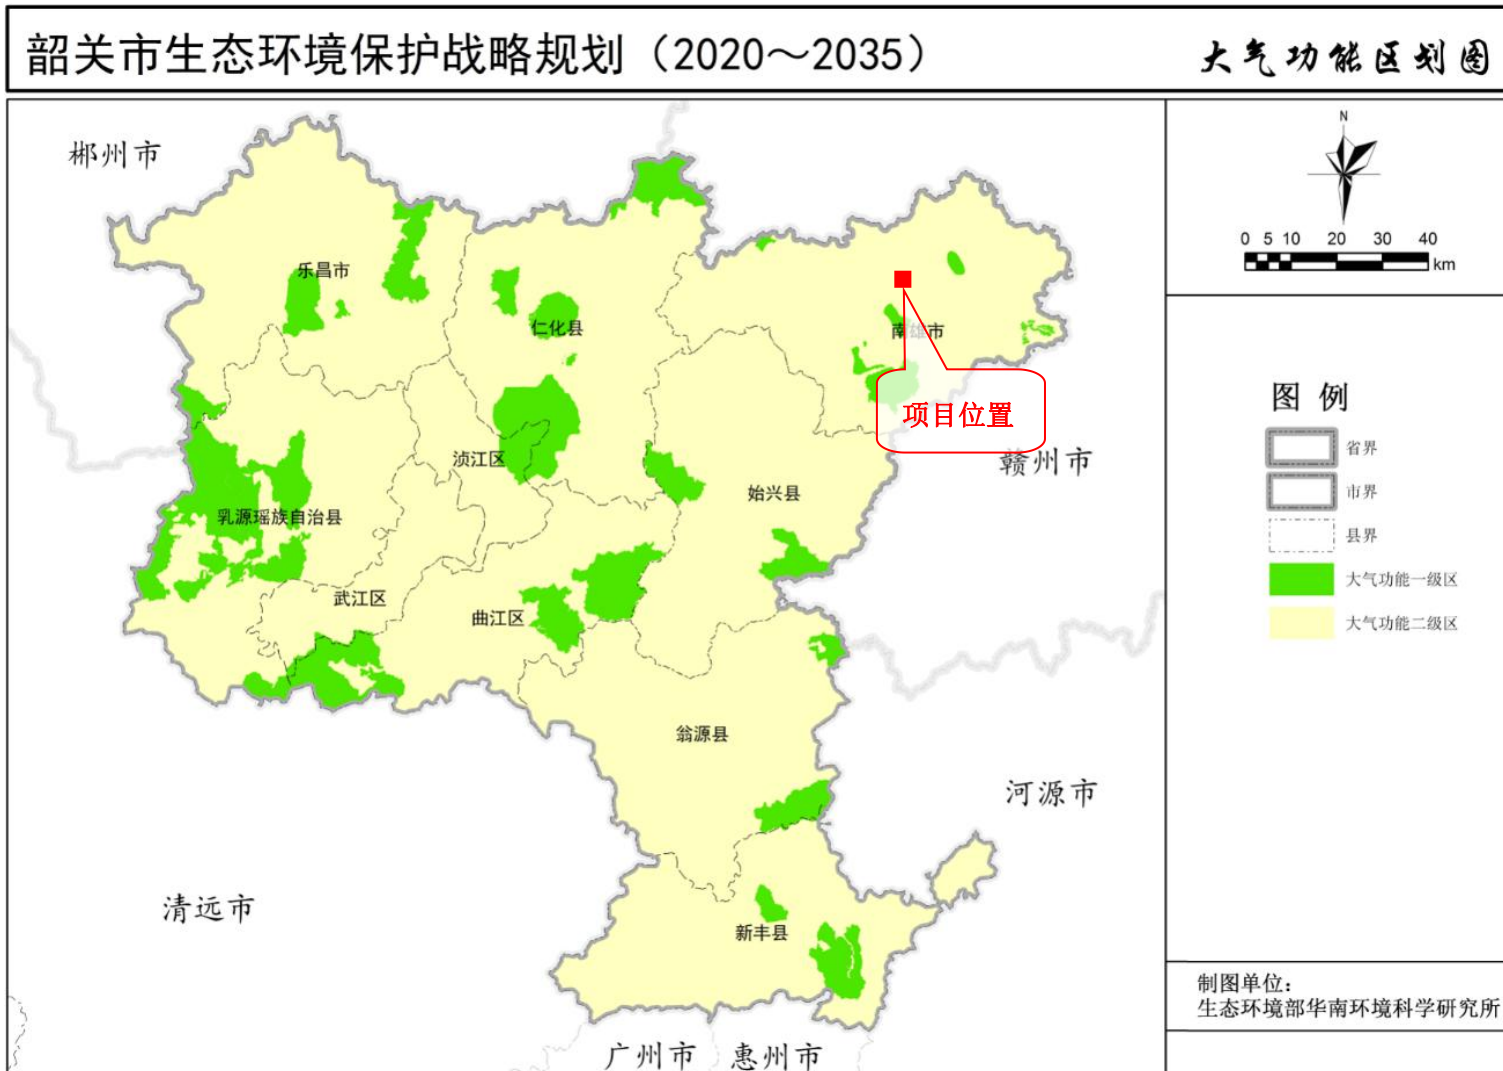 韶关市生态环境保护战略规划（2020～2035）
大气功能区划图
郴州市
N
0 5 10 20 30 40
km
乐昌市
仁化县
南雄市
项目位置
赣州市
浈江区
始兴县
乳源瑶族自治县
武江区
曲江区
翁源县
河源市
清远市
新丰县
广州市
惠州市
图 例
省界
市界
县界
大气功能一级区
大气功能二级区
制图单位：
生态环境部华南环境科学研究所